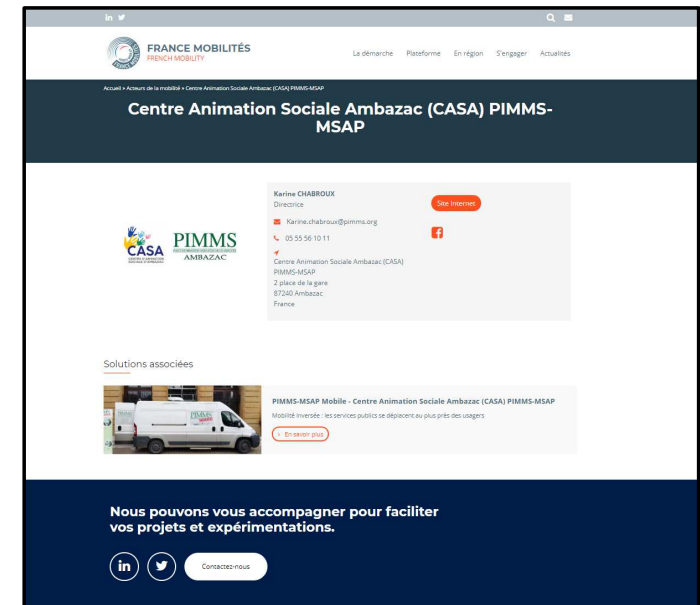 FRANCE MOBILITÉS
FRENCH MOBILITY
La démarche Plateforme En région S'engager Actualités
Accueil » Acteurs de la mobilité » Centre Animation Sociale Ambazac (CASA) PIMMS-MSAP
Centre Animation Sociale Ambazac (CASA) PIMMS-
MSAP
CASA
PIMMS
AMBAZAC
Karine CHABROUX
Directrice
Karine.chabroux@pimms.org
05 55 56 10 11
Centre Animation Sociale Ambazac (CASA)
PIMMS-MSAP
2 place de la gare
87240 Ambazac
France
Site Internet
Solutions associées
PIMMS
PIMMS-MSAP Mobile - Centre Animation Sociale Ambazac (CASA) PIMMS-MSAP
Mobilité inversée : les services publics se déplacent au plus près des usagers
+ En savoir plus
Nous pouvons vous accompagner pour faciliter
vos projets et expérimentations.
Contactez-nous